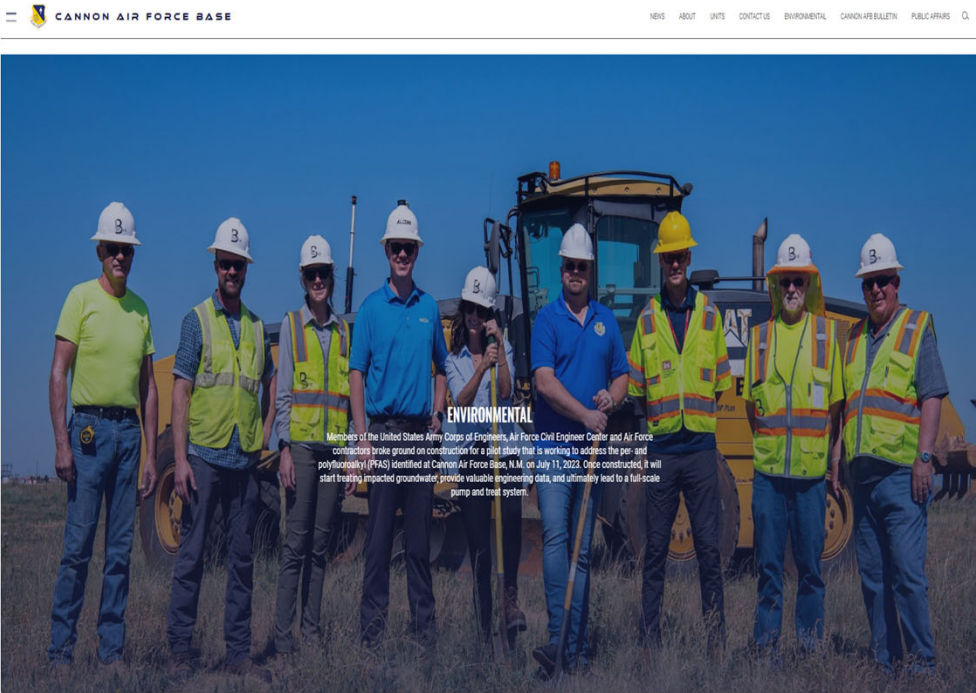 CANNON AIR FORCE BASE
NEWS ABOUT UNITS CONTACT US ENVIRONMENTAL CANNON AFB BULLETIN PUBLIC AFFAIRS
B
B
B
AECOM
B
B
B
AT
ENVIRONMENTAL
Members of the United States Army Corps of Engineers, Air Force Civil Engineer Center and Air Force
contractors broke ground on construction for a pilot study that is working to address the per- and
polyfluoroalkyl (PFAS) identified at Cannon Air Force Base, N.M. on July 11, 2023. Once constructed, it will
start treating impacted groundwater, provide valuable engineering data, and ultimately lead to a full-scale
pump and treat system.